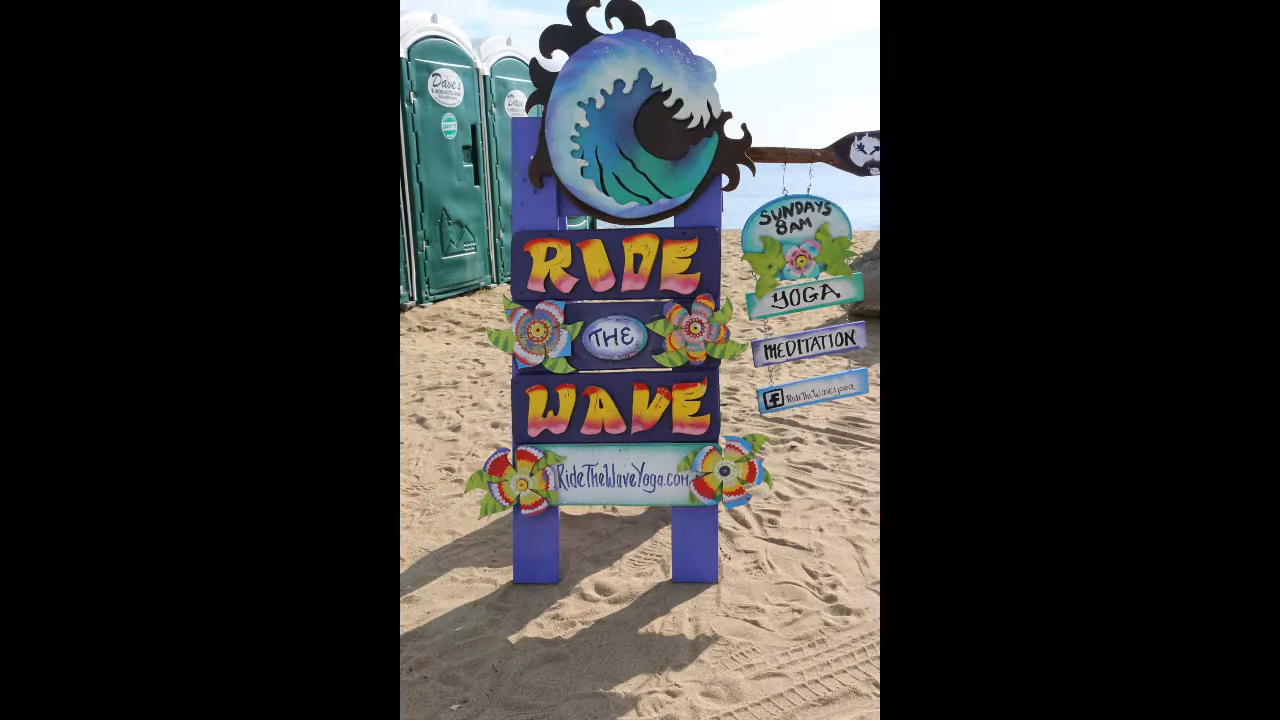 Dave's
SUNDAYS
8AM
RIDE
YOGA
THE
MEDITATION
WAVE
f RideTheWaveyoga
RideTheWaveYoga.com